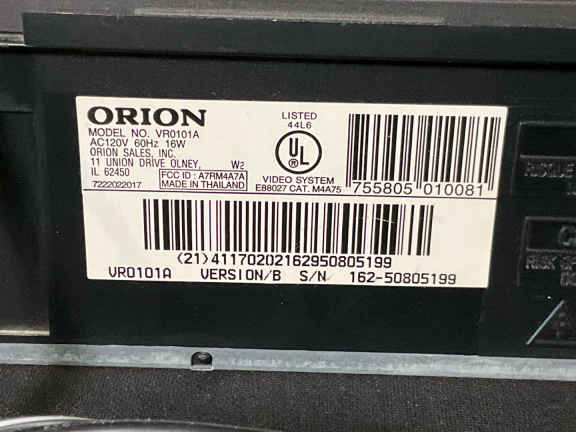 ORION
MODEL NO. VR0101A
AC120V 60Hz 16W
ORION SALES, INC.
11 UNION DRIVE OLNEY,
IL 62450
W2
FCC ID : A7RM4A7A
MADE IN THAILAND
7222022017
LISTED
44L6
UL
VIDEO SYSTEM
E88027 CAT. M4A75
755805 010081
(21)41170202162950805199
VR0101A VERSION/B S/N 162-50805199